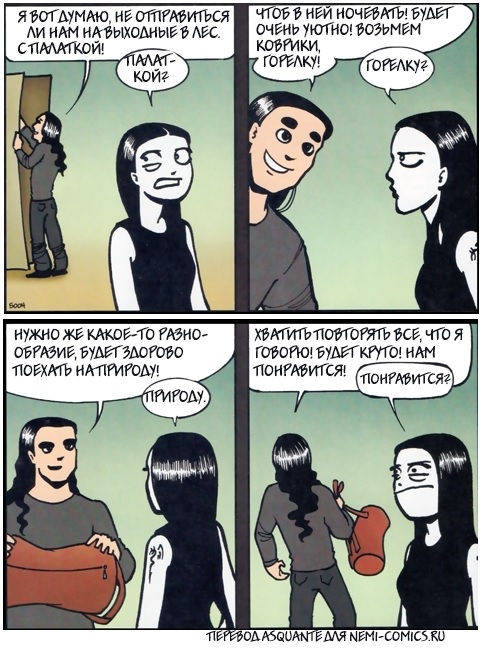 Я ВОТ ДУМАЮ, НЕ ОТПРАВИТЬСЯ
ЛИ НАМ НА ВЫХОДНЫЕ В ЛЕС.
С ПАЛАТКОЙ!
ПАЛАТ-
КОЙ?
5004
ЧТОБ В НЕЙ НОЧЕВАТЬ! БУДЕТ
ОЧЕНЬ УЮТНО! ВОЗЬМЕМ
КОВРИКИ,
ГОРЕЛКУ!
ГОРЕЛКУ?
НУЖНО ЖЕ КАКОЕ-ТО РАЗНО-
ОБРАЗИЕ, БУДЕТ ЗДОРОВО
ПОЕХАТЬ НА ПРИРОДУ!
ПРИРОДУ.
ХВАТИТЬ ПОВТОРЯТЬ ВСЕ, ЧТО Я
ГОВОРЮ! БУДЕТ КРУТО! НАМ
ПОНРАВИТСЯ!
ПОНРАВИТСЯ?
ПЕРЕВОД ASQUANTE ДЛЯ NEMI-COMICS.RU